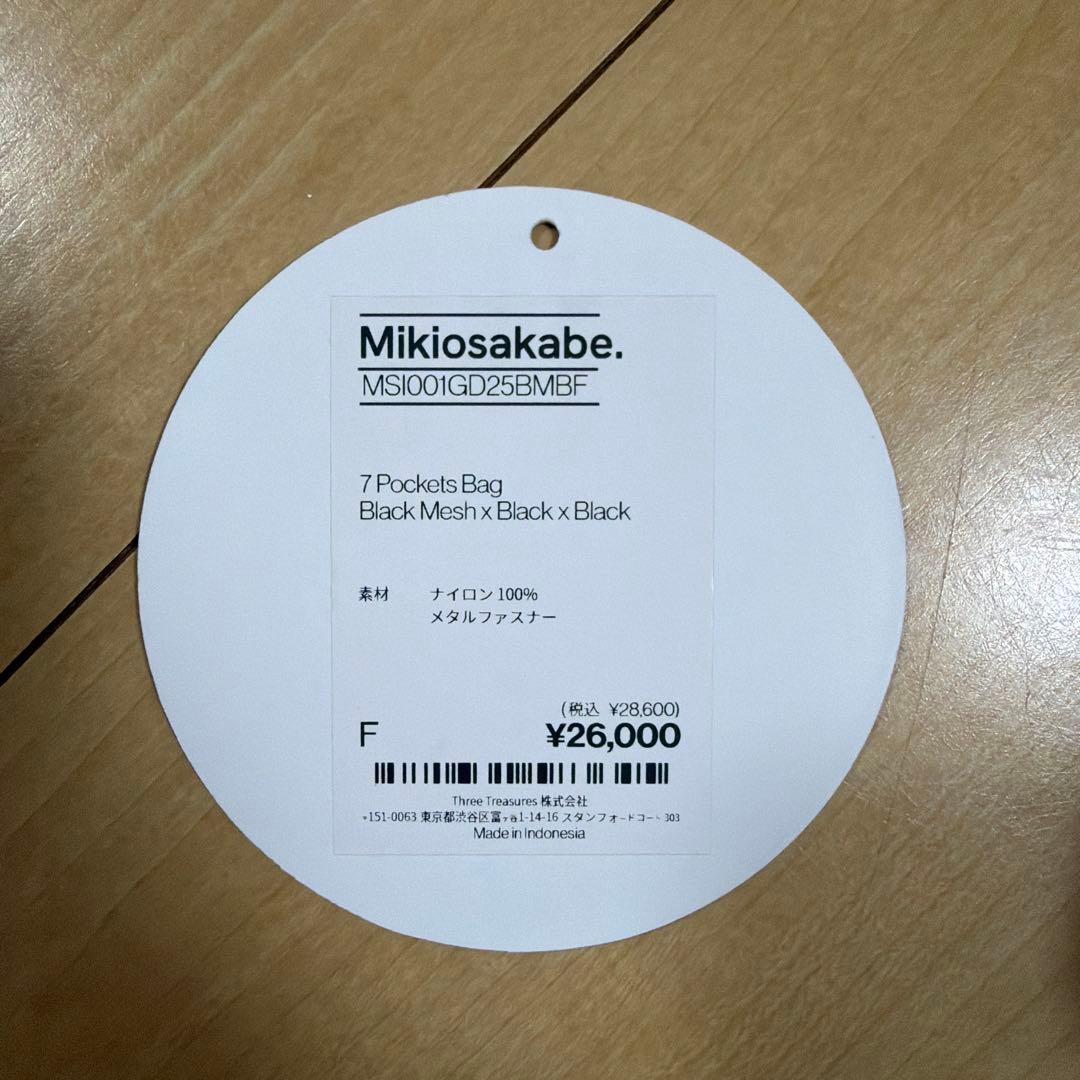 Mikiosakabe.
MSI001GD25BMBF
7 Pockets Bag
Black Mesh x Black x Black
素材 ナイロン 100%
メタルファスナー
(税込 ¥28,600)
F ¥26,000
Three Treasures 株式会社
〒151-0063 東京都渋谷区富ヶ谷1-14-16 スタンフォードコート 303
Made in Indonesia